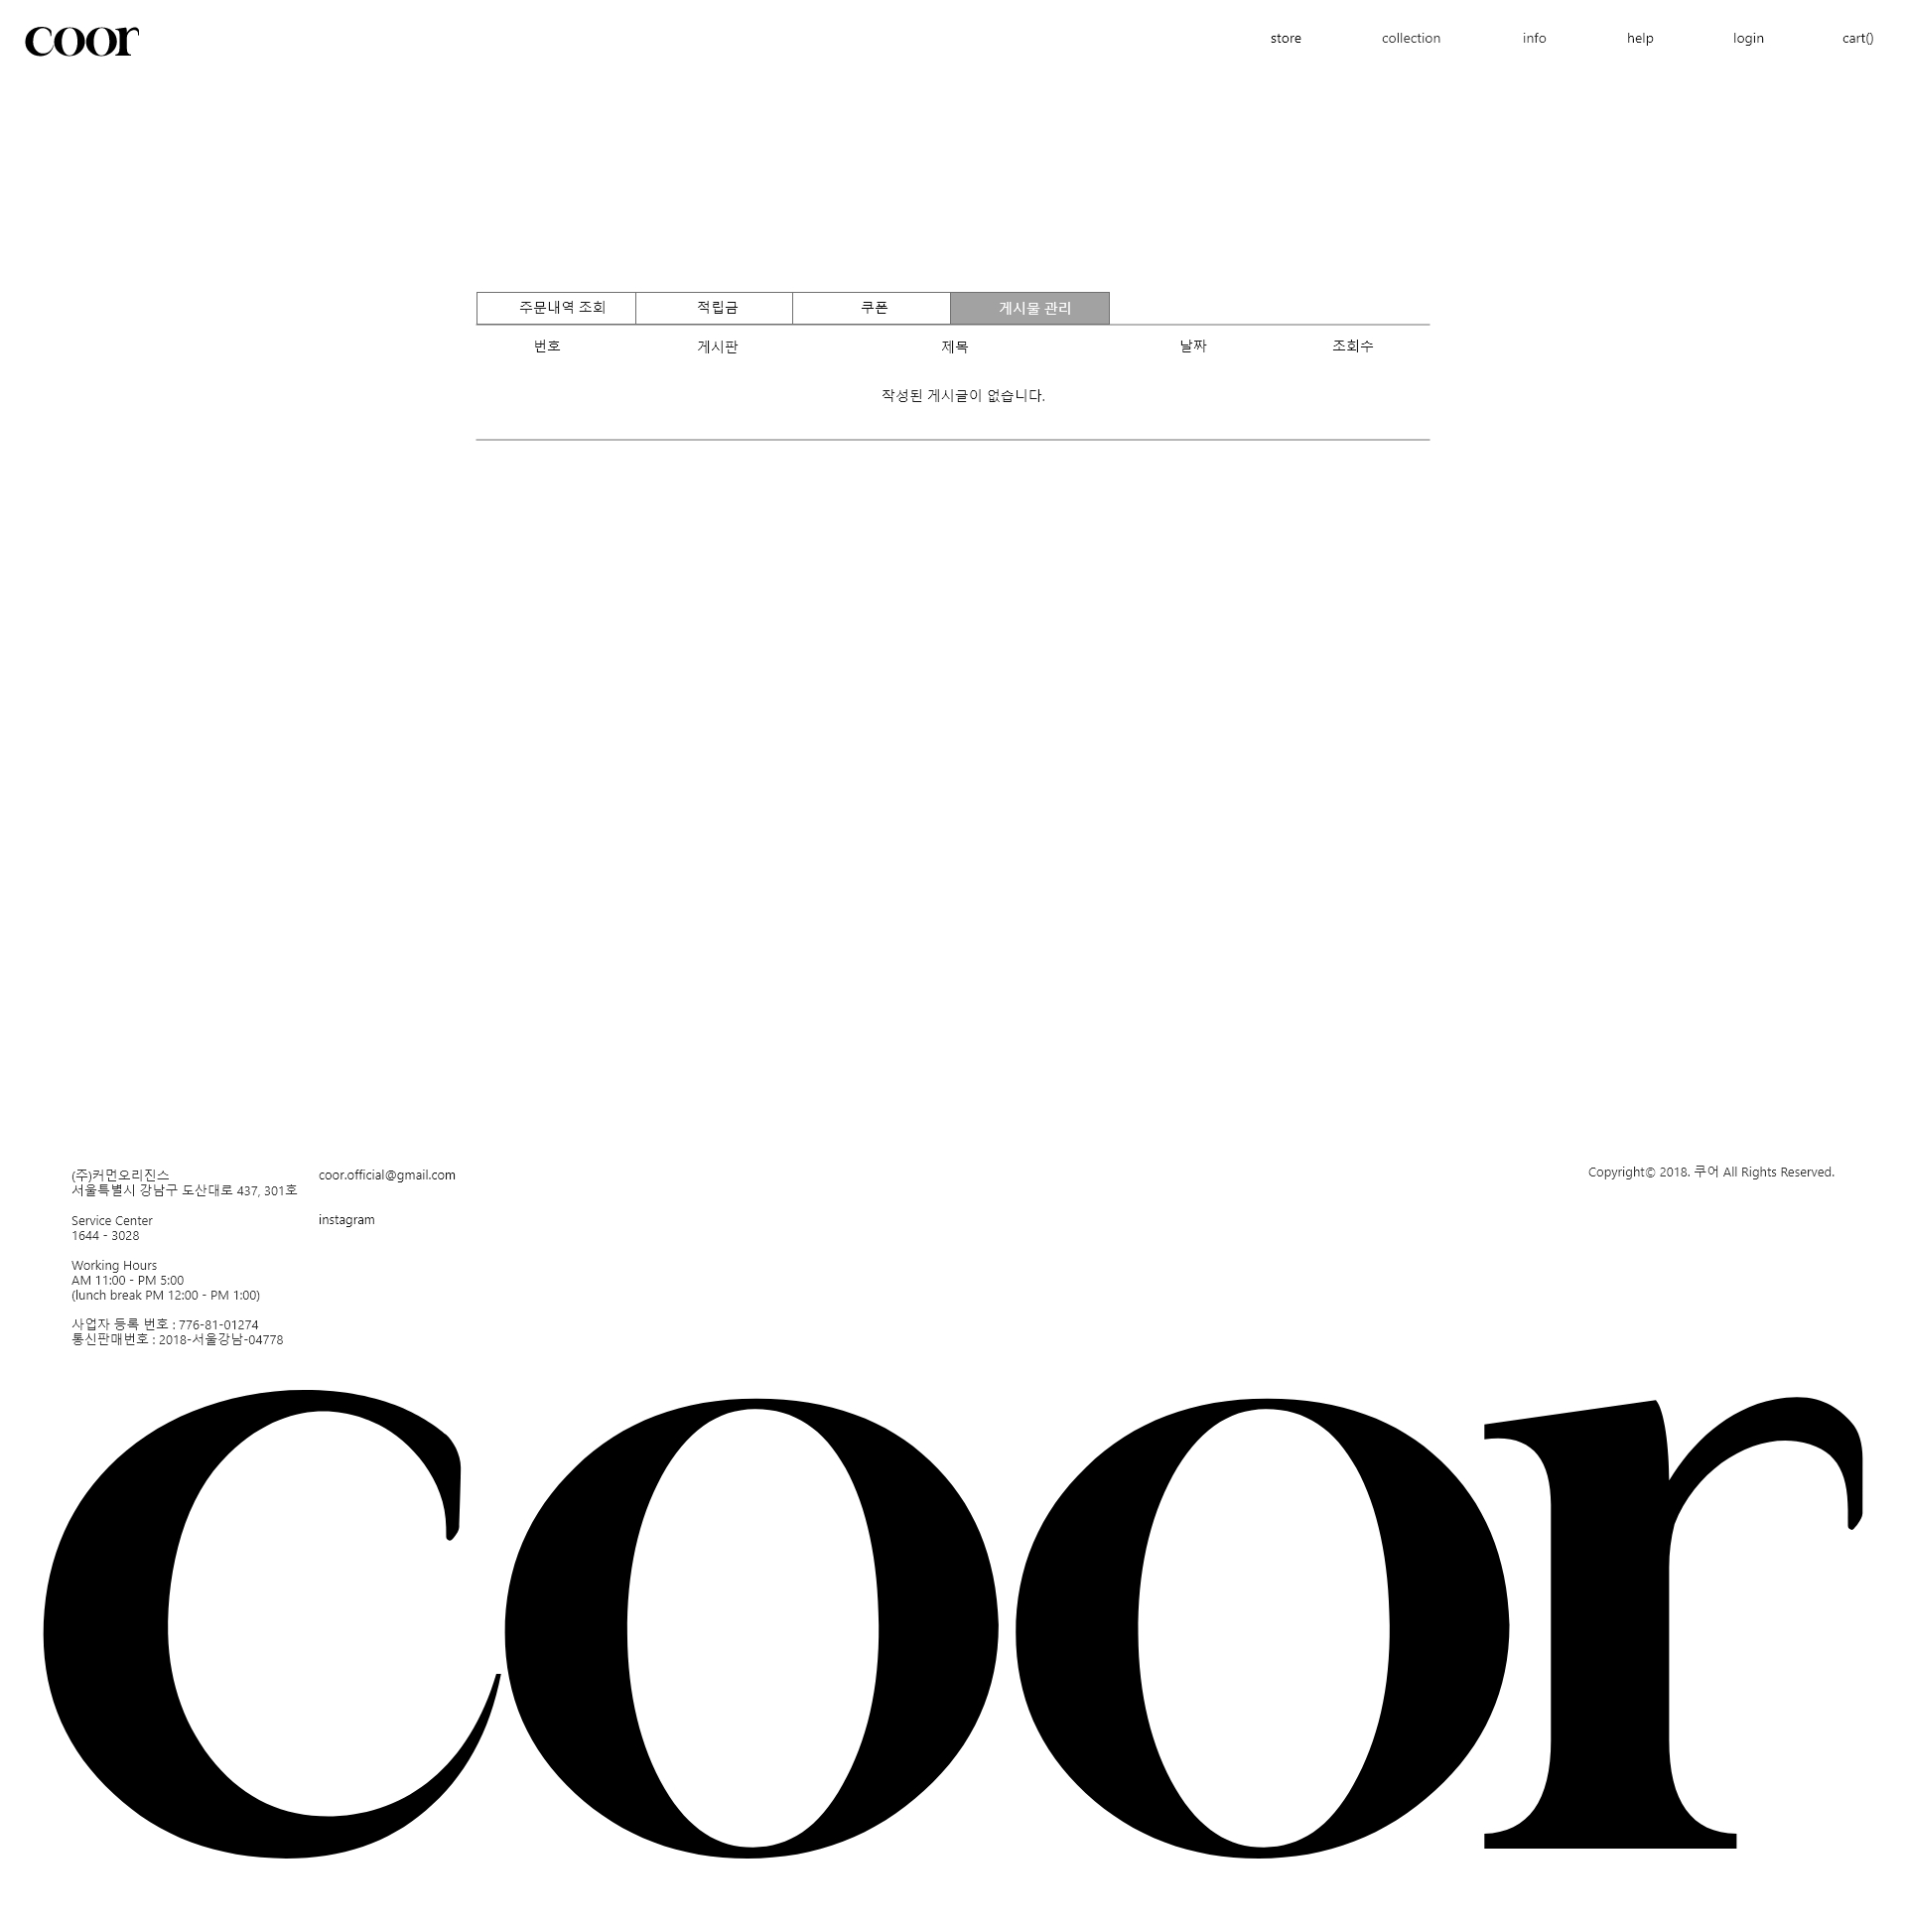 coor
store collection info help login cart()
주문내역 조회 적립금 쿠폰 게시물 관리
번호 게시판 제목 날짜 조회수
작성된 게시글이 없습니다.
(주)커먼오리진스
서울특별시 강남구 도산대로 437, 301호
Service Center
1644 - 3028
Working Hours
AM 11:00 - PM 5:00
(lunch break PM 12:00 - PM 1:00)
사업자 등록 번호 : 776-81-01274
통신판매번호 : 2018-서울강남-04778
coor.official@gmail.com
instagram
Copyright© 2018. 쿠어 All Rights Reserved.
coor